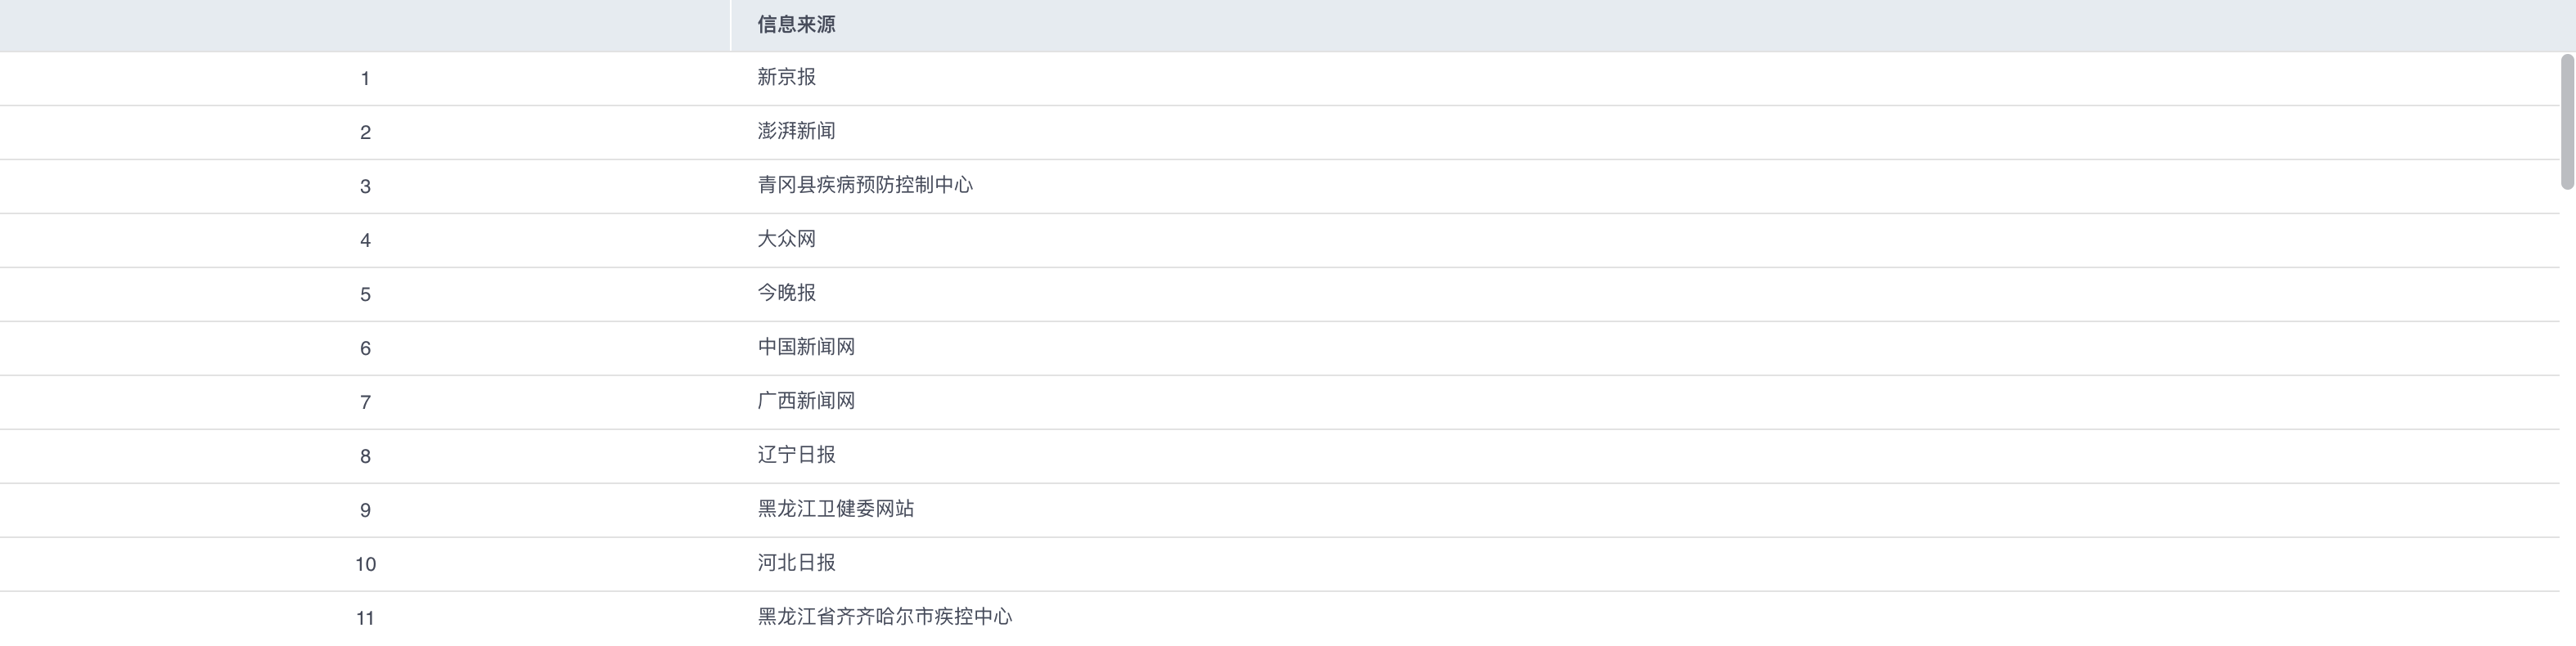 信息来源
1 新京报
2 澎湃新闻
3 青冈县疾病预防控制中心
4 大众网
5 今晚报
6 中国新闻网
7 广西新闻网
8 辽宁日报
9 黑龙江卫健委网站
10 河北日报
11 黑龙江省齐齐哈尔市疾控中心